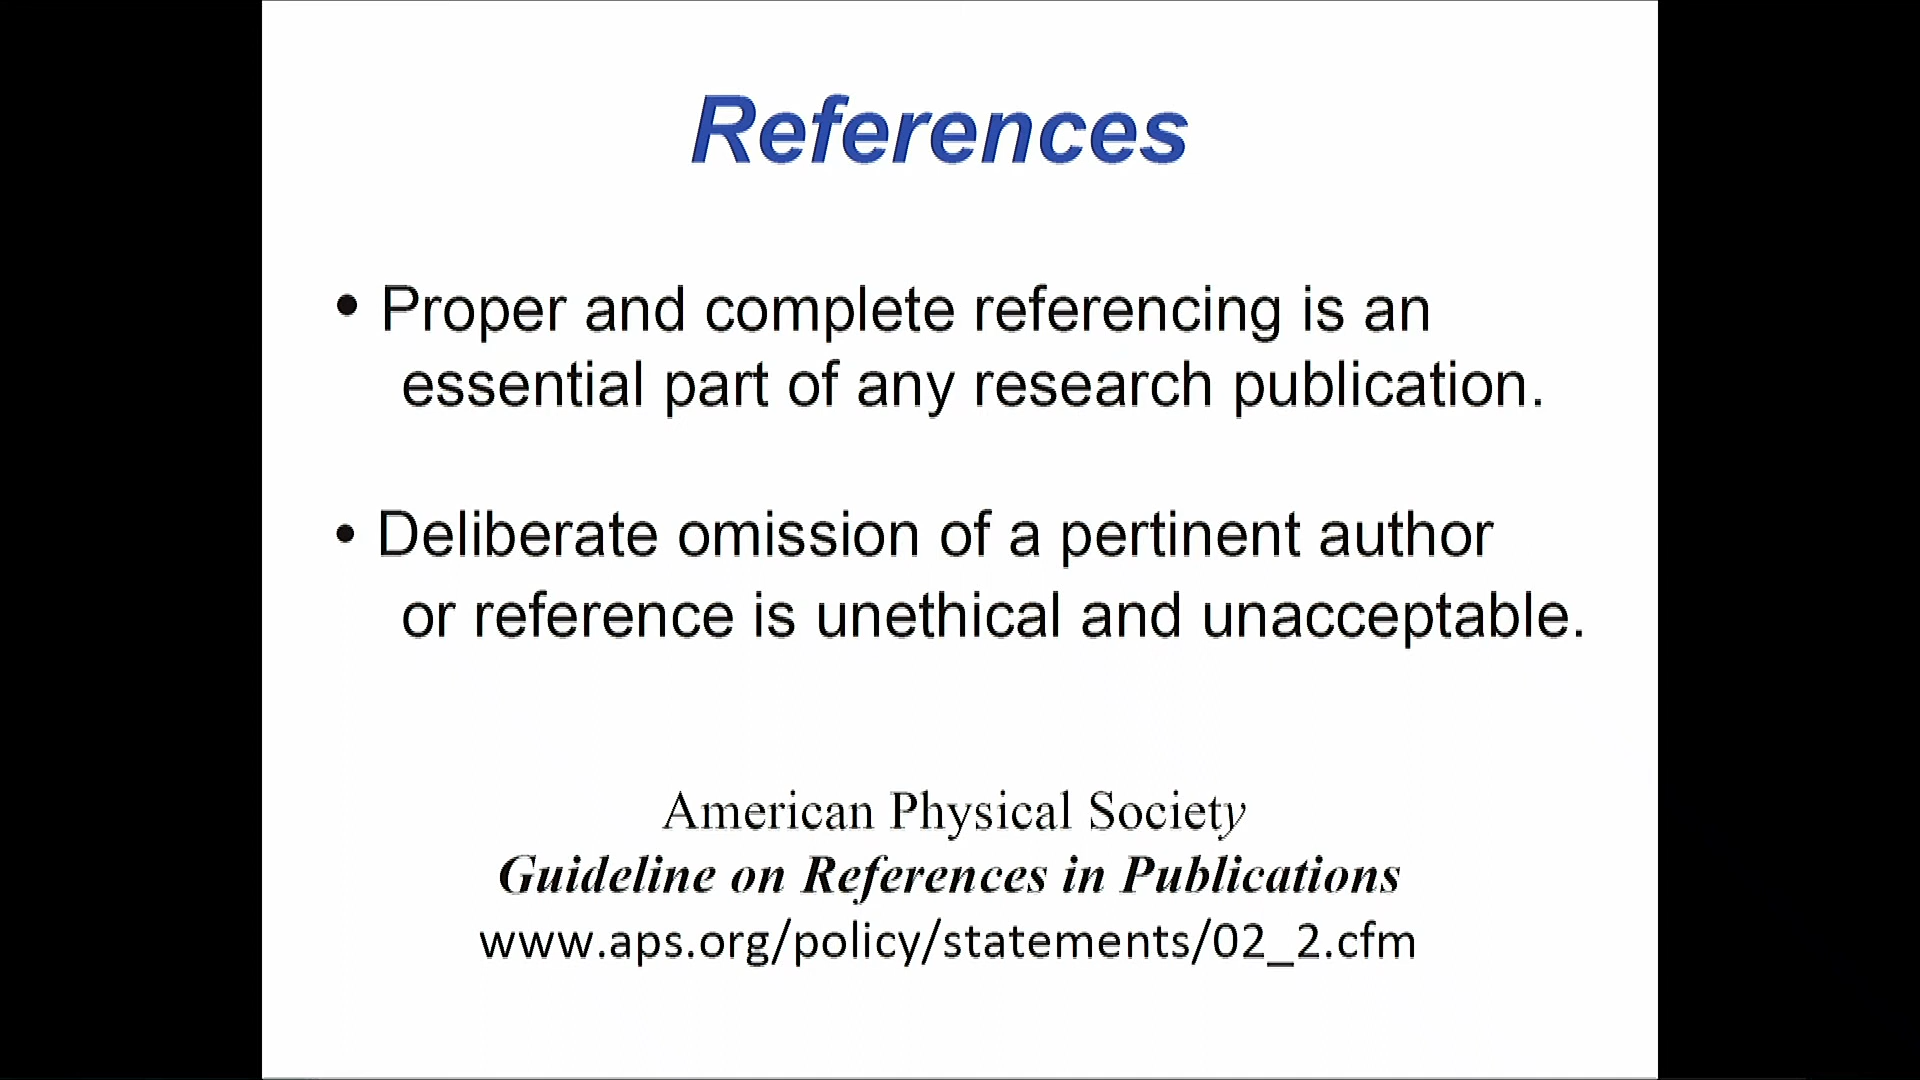 References
• Proper and complete referencing is an
essential part of any research publication.
• Deliberate omission of a pertinent author
or reference is unethical and unacceptable.
American Physical Society
Guideline on References in Publications
www.aps.org/policy/statements/02_2.cfm